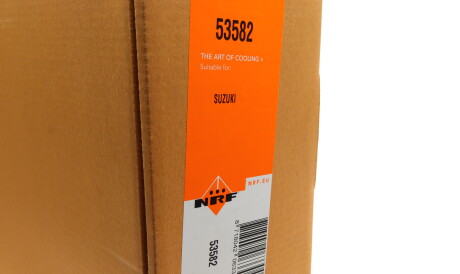 53582
THE ART OF COOLING >
Suitable for:
SUZUKI
NRF
NRF.EU
53582